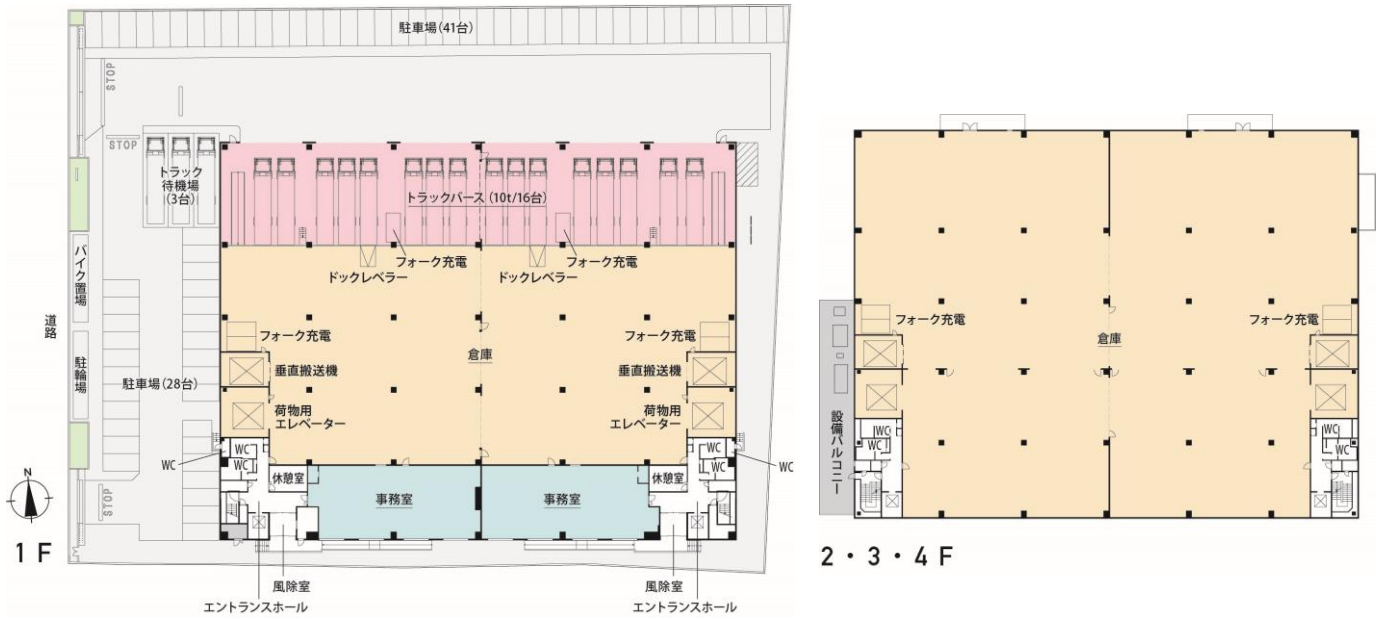 駐車場(41台)
STOP
STOP
トラック
待機場
(3台)
トラックバース(10t/16台)
フォーク充電
フォーク充電
ドックレベラー
ドックレベラー
バイク置場
道路
駐輪場
フォーク充電
フォーク充電
倉庫
垂直搬送機
垂直搬送機
駐車場(28台)
荷物用
エレベーター
荷物用
エレベーター
WC
WC
WC
WC
WC
WC
休憩室
休憩室
事務室
事務室
STOP
N
1 F
風除室
風除室
エントランスホール
エントランスホール
フォーク充電
フォーク充電
倉庫
設備バルコニー
WC
WC
WC
WC
2・3・4 F